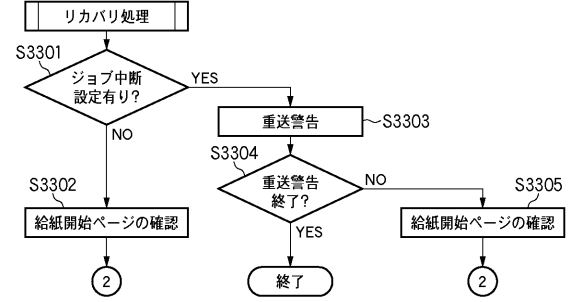 リカバリ処理
S3301
ジョブ中断
設定有り?
YES
重送警告
S3303
NO
S3304
重送警告
終了?
NO
S3302
S3305
給紙開始ページの確認
給紙開始ページの確認
YES
2
終了
2